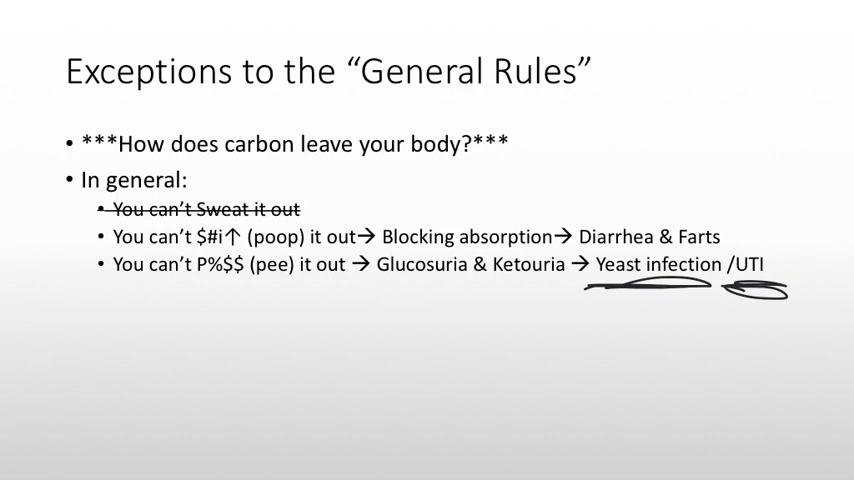 Exceptions to the “General Rules”
• ***How does carbon leave your body?***
• In general:
• You can’t Sweat it out
• You can’t $#i↑ (poop) it out→ Blocking absorption→ Diarrhea & Farts
• You can’t P%$$ (pee) it out → Glucosuria & Ketouria → Yeast infection /UTI